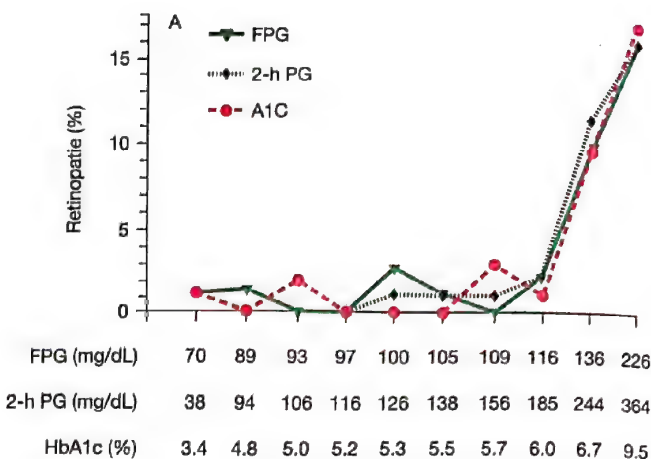 A
FPG
2-h PG
A1C
Retinopatie (%)
15
10
5
0
FPG (mg/dL) 70 89 93 97 100 105 109 116 136 226
2-h PG (mg/dL) 38 94 106 116 126 138 156 185 244 364
HbA1c (%) 3.4 4.8 5.0 5.2 5.3 5.5 5.7 6.0 6.7 9.5